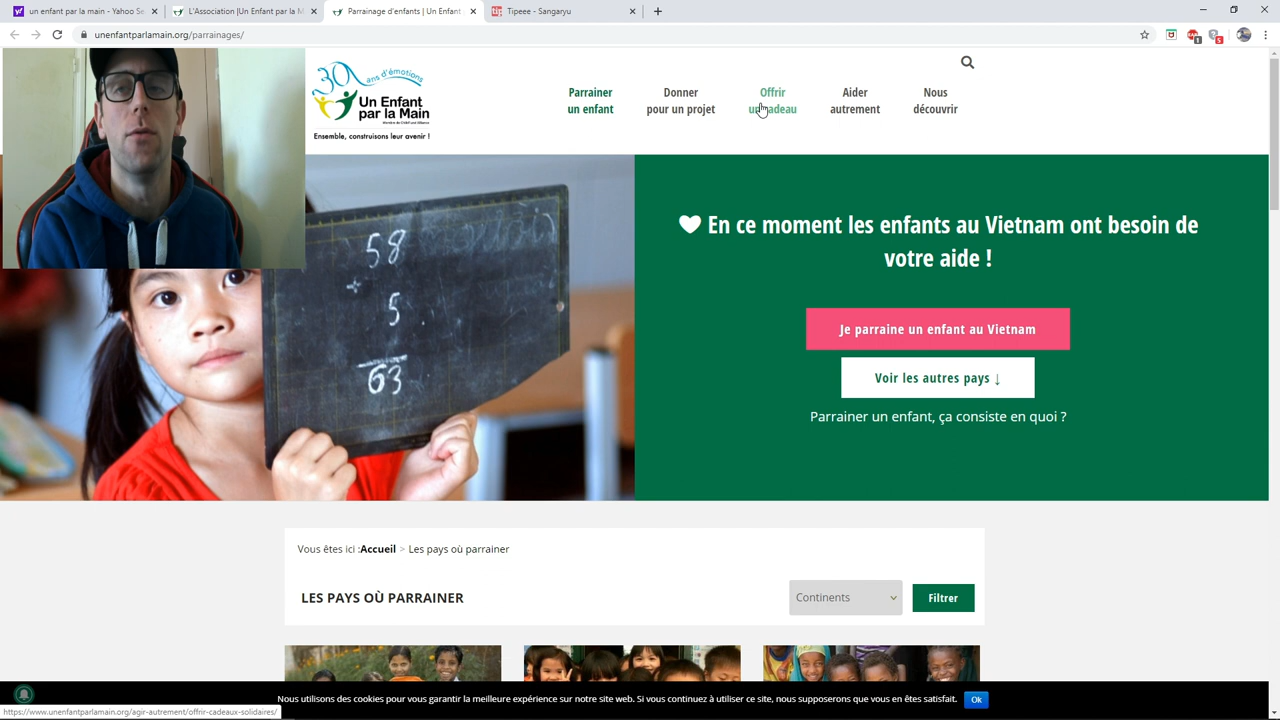 un enfant par la main - Yahoo Se
L'Association |Un Enfant par la M
Parrainage d'enfants | Un Enfant
Tipeee - Sangaryu
unenfantparlamain.org/parrainages/
1
5
30 ans d'émotions
Un Enfant
par la Main
Ensemble, construisons leur avenir !
Parrainer
un enfant
Donner
pour un projet
Offrir
un cadeau
Aider
autrement
Nous
découvrir
58
+
5
63
En ce moment les enfants au Vietnam ont besoin de
votre aide !
Je parraine un enfant au Vietnam
Voir les autres pays ↓
Parrainer un enfant, ça consiste en quoi ?
Vous êtes ici :Accueil > Les pays où parrainer
LES PAYS OÙ PARRAINER
Continents
Filtrer
Nous utilisons des cookies pour vous garantir la meilleure expérience sur notre site web. Si vous continuez à utiliser ce site, nous supposerons que vous en êtes satisfait.
Ok
https://www.unenfantparlamain.org/agir-autrement/offrir-cadeaux-solidaires/